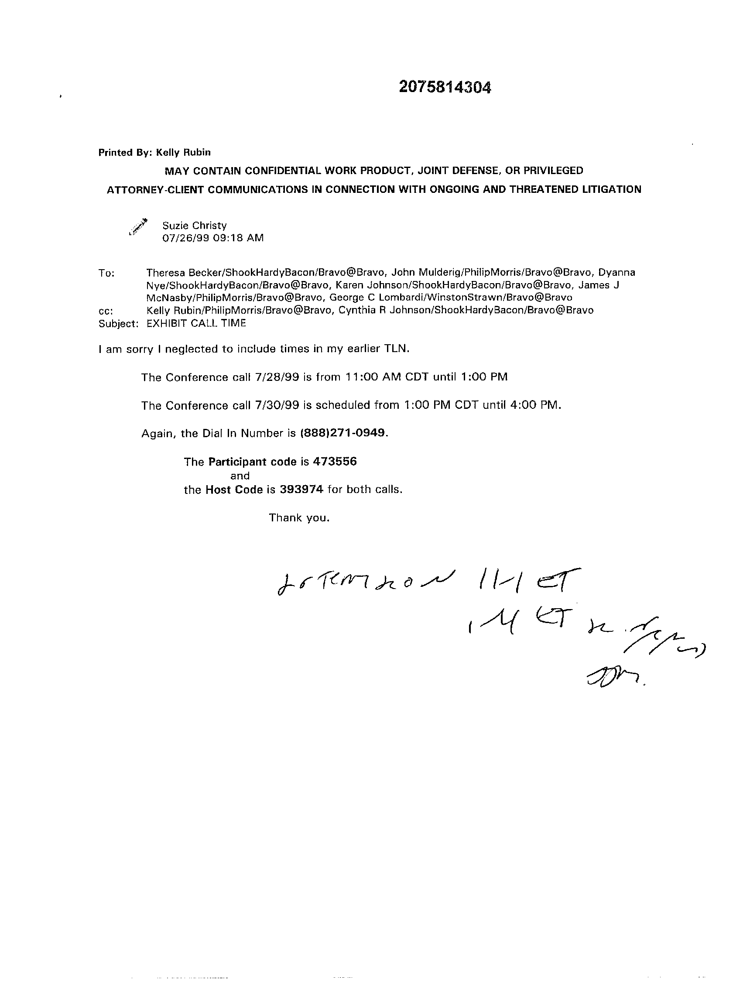 2075814304
Printed By: Kelly Rubin
MAY CONTAIN CONFIDENTIAL WORK PRODUCT, JOINT DEFENSE, OR PRIVILEGED
ATTORNEY-CLIENT COMMUNICATIONS IN CONNECTION WITH ONGOING AND THREATENED LITIGATION
Suzie Christy
07/26/99 09:18 AM
To: Theresa Becker/ShookHardyBacon/Bravo@Bravo, John Mulderig/PhilipMorris/Bravo@Bravo, Dyanna
Nye/ShookHardyBacon/Bravo@Bravo, Karen Johnson/ShookHardyBacon/Bravo@Bravo, James J
McNasby/PhilipMorris/Bravo@Bravo, George C Lombardi/WinstonStrawn/Bravo@Bravo
cc: Kelly Rubin/PhilipMorris/Bravo@Bravo, Cynthia R Johnson/ShookHardyBacon/Bravo@Bravo
Subject: EXHIBIT CALL TIME
I am sorry I neglected to include times in my earlier TLN.
The Conference call 7/28/99 is from 11:00 AM CDT until 1:00 PM
The Conference call 7/30/99 is scheduled from 1:00 PM CDT until 4:00 PM.
Again, the Dial In Number is (888)271-0949.
The Participant code is 473556
and
the Host Code is 393974 for both calls.
Thank you.
ET
ET